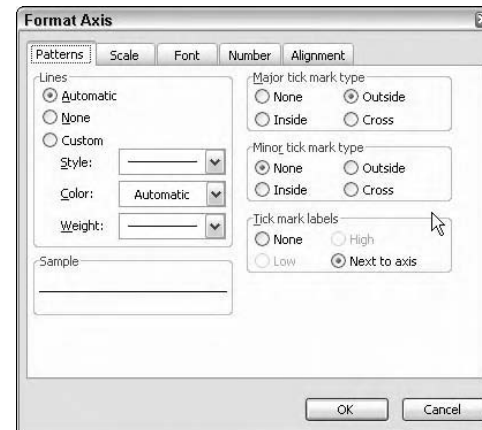 Format Axis
Patterns Scale Font Number Alignment
Lines
Automatic
None
Custom
Style:
Color: Automatic
Weight:
Sample
Major tick mark type
None Outside
Inside Cross
Minor tick mark type
None Outside
Inside Cross
Tick mark labels
None High
Low Next to axis
OK Cancel